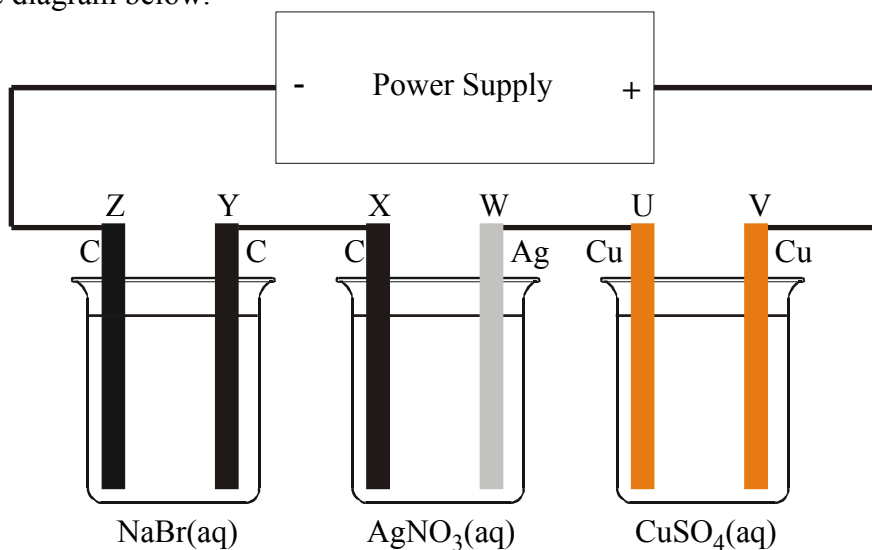 diagram below.
- Power Supply +
Z Y X W U V
C C C Ag Cu Cu
NaBr(aq) AgNO₃(aq) CuSO₄(aq)